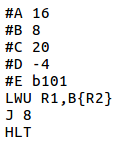 #A 16
#B 8
#C 20
#D -4
#E b101
LWU R1,B{R2}
J 8
HLT